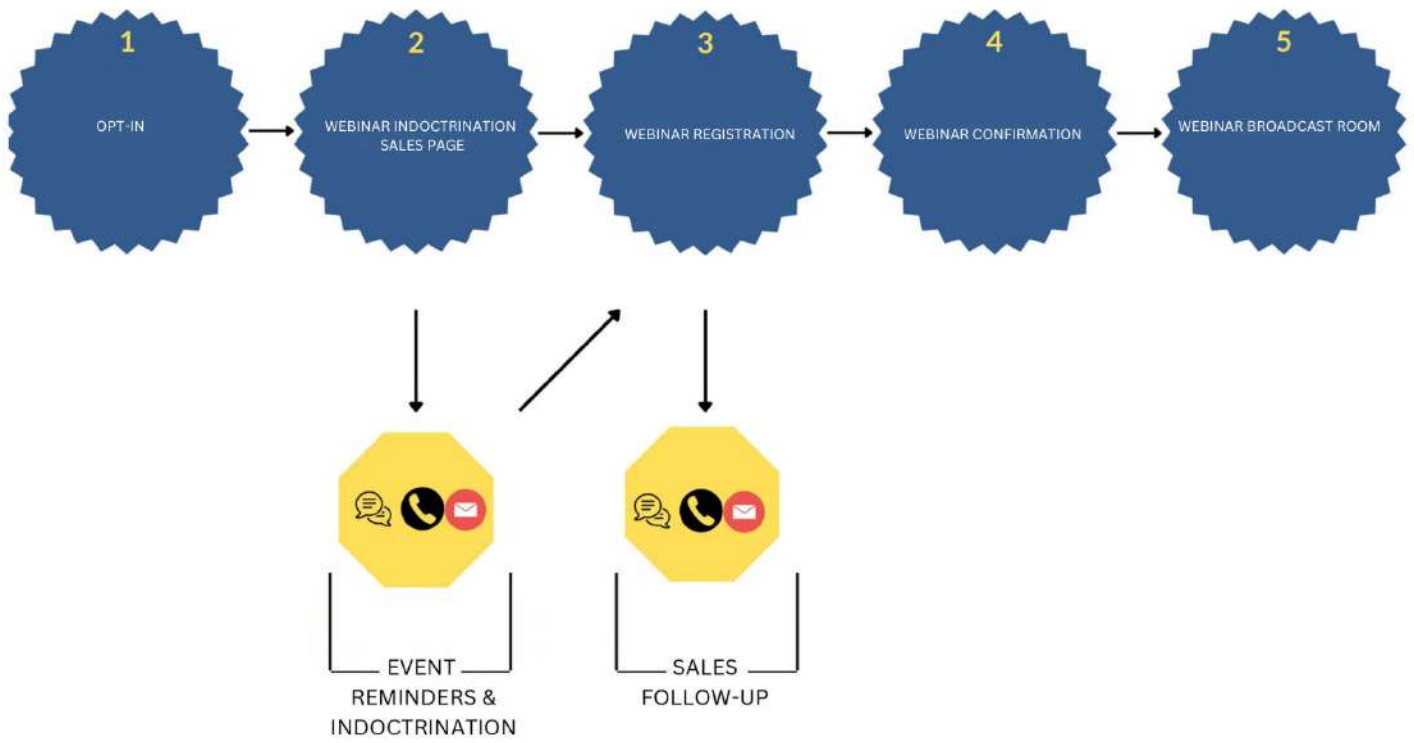 1
OPT-IN
2
WEBINAR INDOCTRINATION
SALES PAGE
3
WEBINAR REGISTRATION
4
WEBINAR CONFIRMATION
5
WEBINAR BROADCAST ROOM
EVENT
REMINDERS &
INDOCTRINATION
SALES
FOLLOW-UP